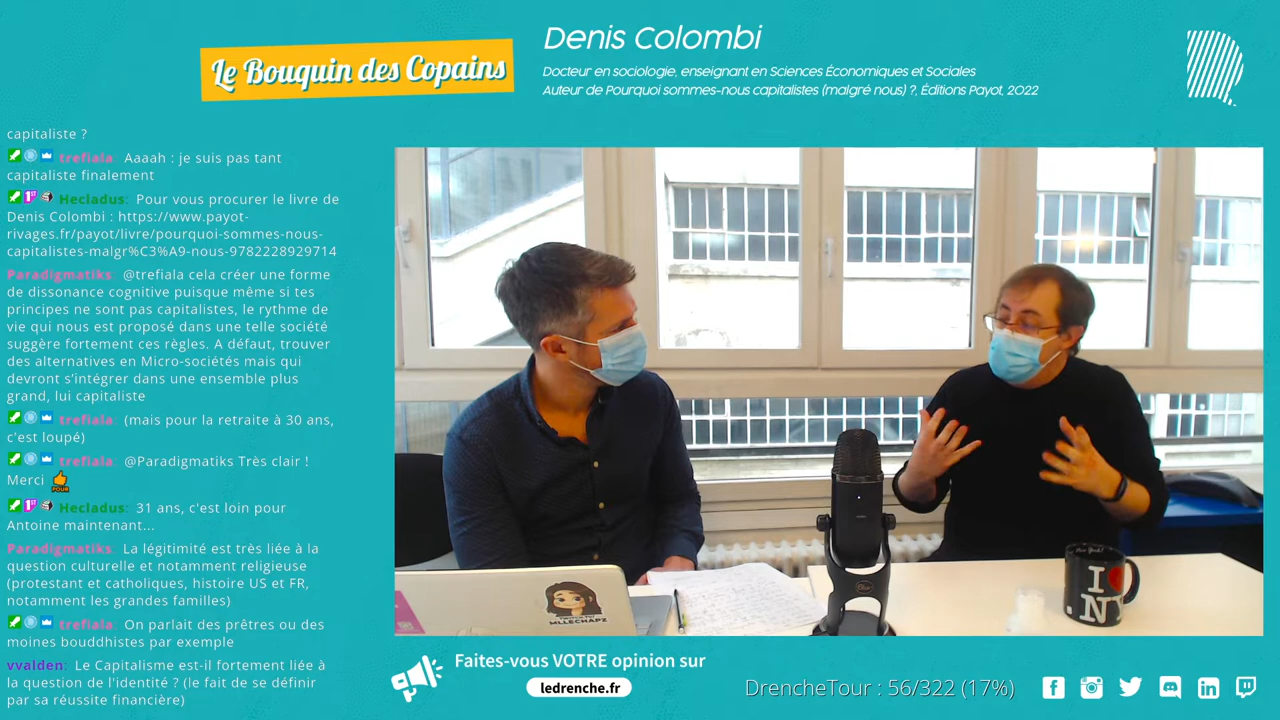 Le Bouquin des Copains
Denis Colombi
Docteur en sociologie, enseignant en Sciences Économiques et Sociales
Auteur de Pourquoi sommes-nous capitalistes (malgré nous) ?, Éditions Payot, 2022
capitaliste ?
trefiala: Aaaah : je suis pas tant
capitaliste finalement
Hecladus: Pour vous procurer le livre de
Denis Colombi : https://www.payot-
rivages.fr/payot/livre/pourquoi-sommes-nous-
capitalistes-malgr%C3%A9-nous-9782228929714
Paradigmatiks: @trefiala cela créer une forme
de dissonance cognitive puisque même si tes
principes ne sont pas capitalistes, le rythme de
vie qui nous est proposé dans une telle société
suggère fortement ces règles. A défaut, trouver
des alternatives en Micro-sociétés mais qui
devront s'intégrer dans une ensemble plus
grand, lui capitaliste
trefiala: (mais pour la retraite à 30 ans,
c'est loupé)
trefiala: @Paradigmatiks Très clair !
Merci
POUR
Hecladus: 31 ans, c'est loin pour
Antoine maintenant...
Paradigmatiks: La légitimité est très liée à la
question culturelle et notamment religieuse
(protestant et catholiques, histoire US et FR,
notamment les grandes familles)
trefiala: On parlait des prêtres ou des
moines bouddhistes par exemple
vvalden: Le Capitalisme est-il fortement liée à
la question de l'identité ? (le fait de se définir
par sa réussite financière)
MLLECHAPZ
blue
I
NY
Faites-vous VOTRE opinion sur
ledrenche.fr
DrencheTour : 56/322 (17%)